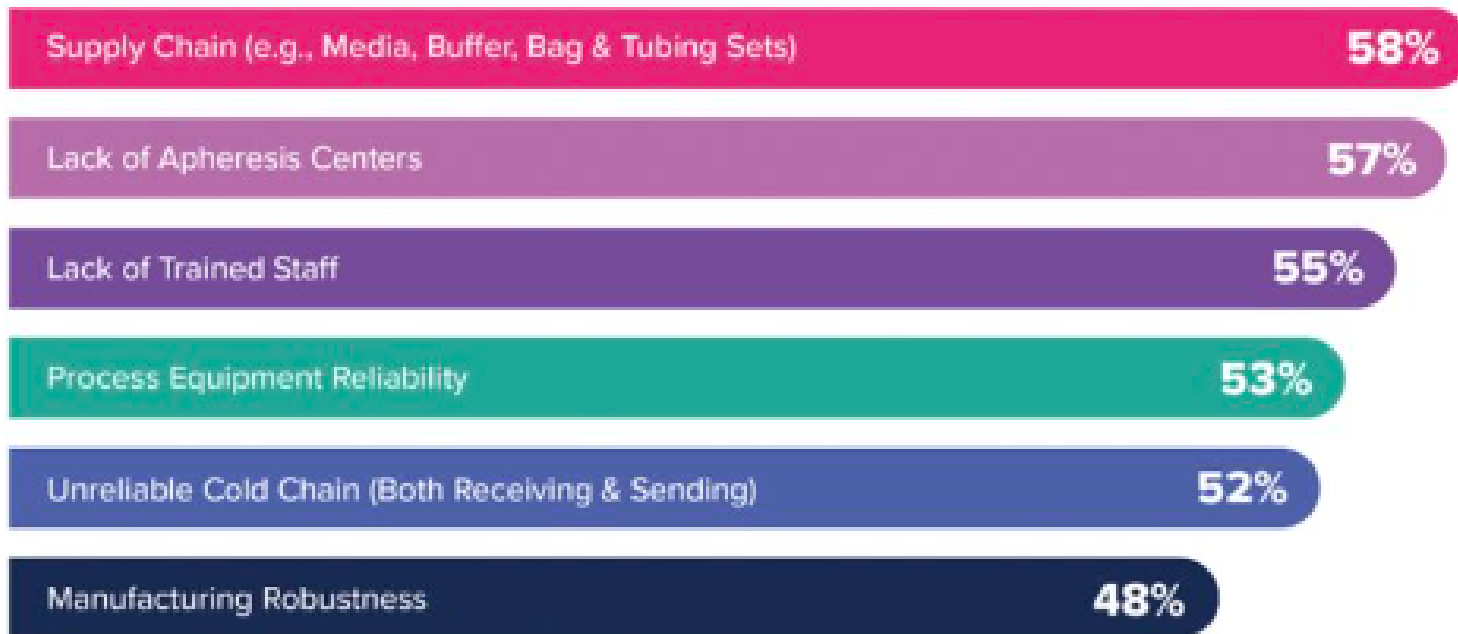 Supply Chain (e.g., Media, Buffer, Bag & Tubing Sets) 58%
Lack of Apheresis Centers 57%
Lack of Trained Staff 55%
Process Equipment Reliability 53%
Unreliable Cold Chain (Both Receiving & Sending) 52%
Manufacturing Robustness 48%